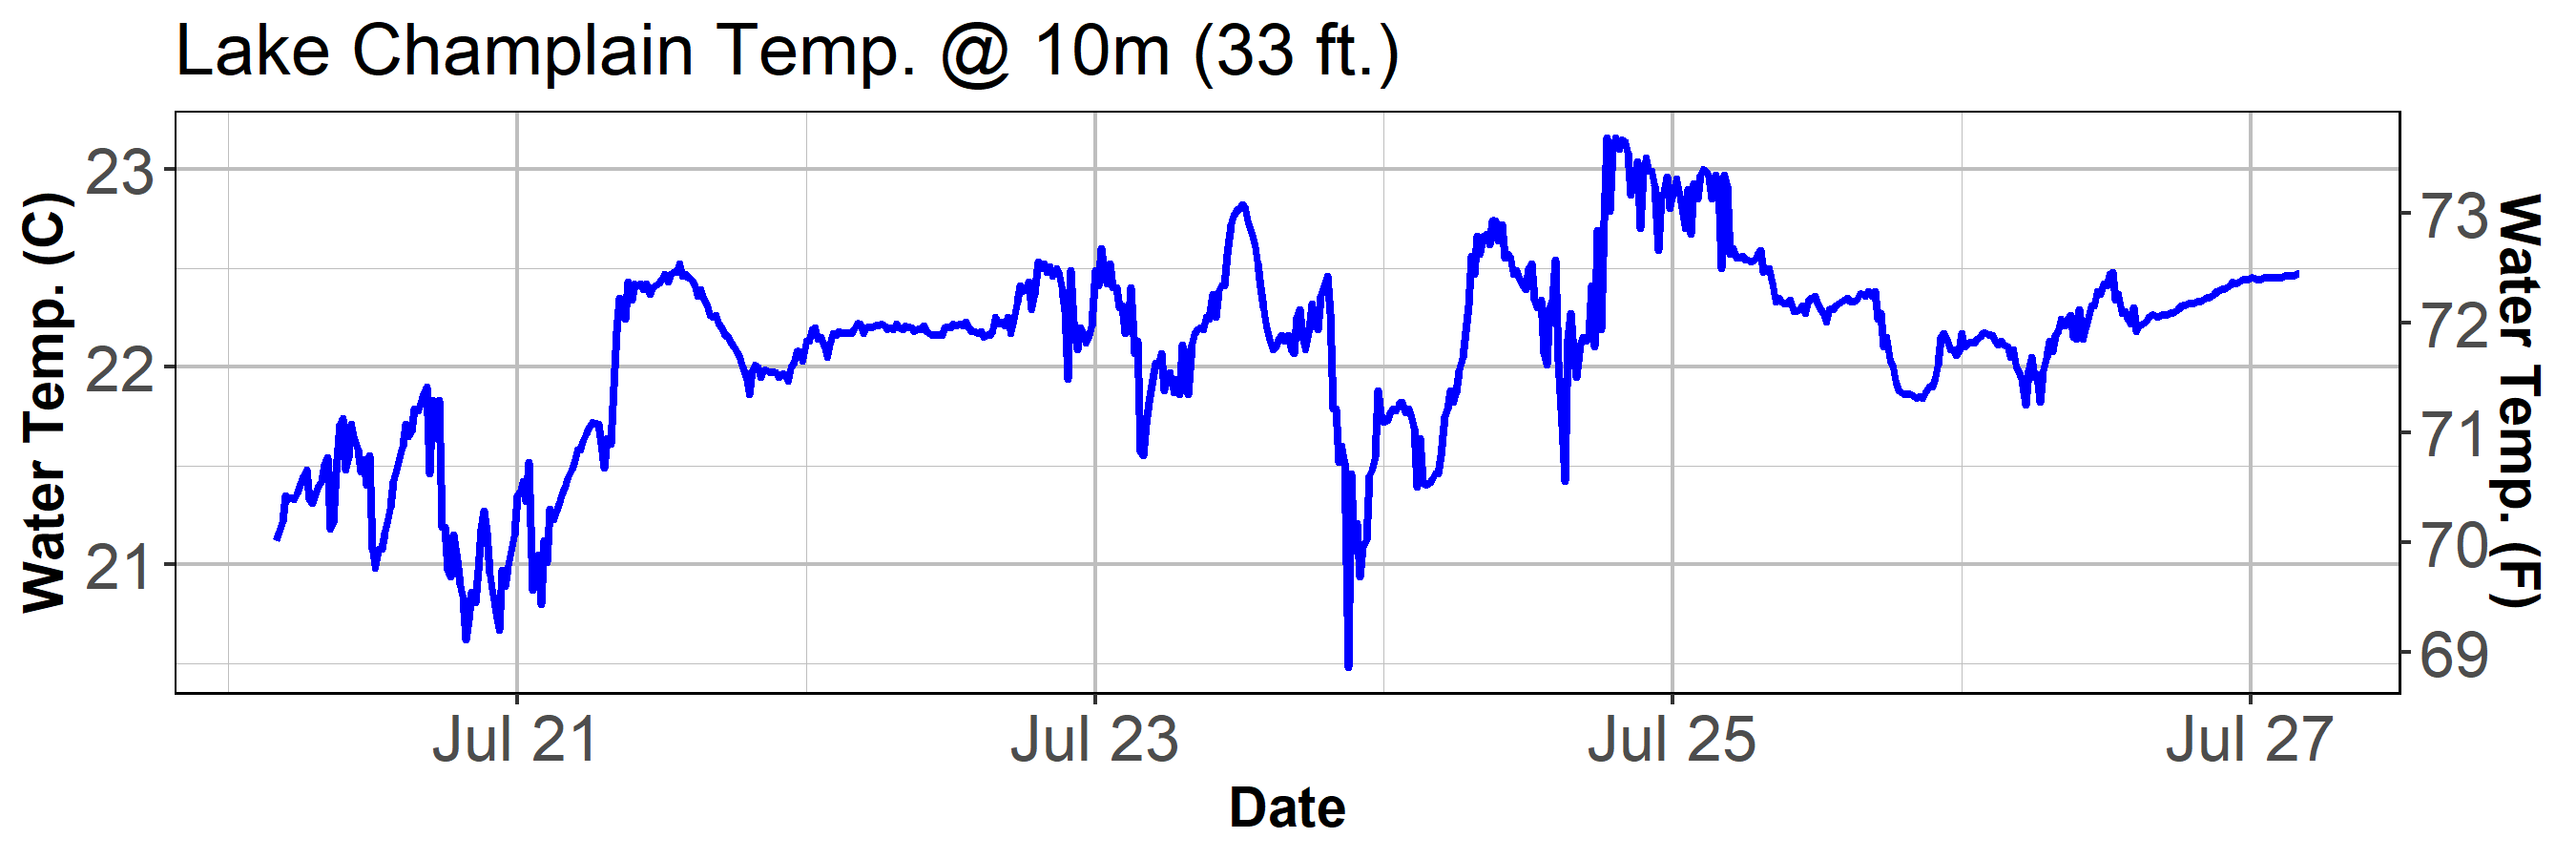 Lake Champlain Temp. @ 10m (33 ft.)
Water Temp. (C)
23
22
21
73
72
71
70
69
Water Temp. (F)
Jul 21 Jul 23 Jul 25 Jul 27
Date